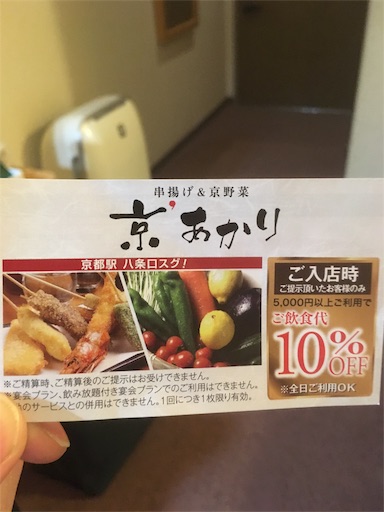 串揚げ&京野菜
京あかり
京都駅 八条口スグ!
ご入店時
ご提示頂いたお客様のみ
5,000円以上ご利用で
ご飲食代
10%OFF
※全日ご利用OK
※ご精算時、ご精算後のご提示はお受けできません。
宴会プラン、飲み放題付き宴会プランでのご利用はできません。
のサービスとの併用はできません。1回につき1枚限り有効。